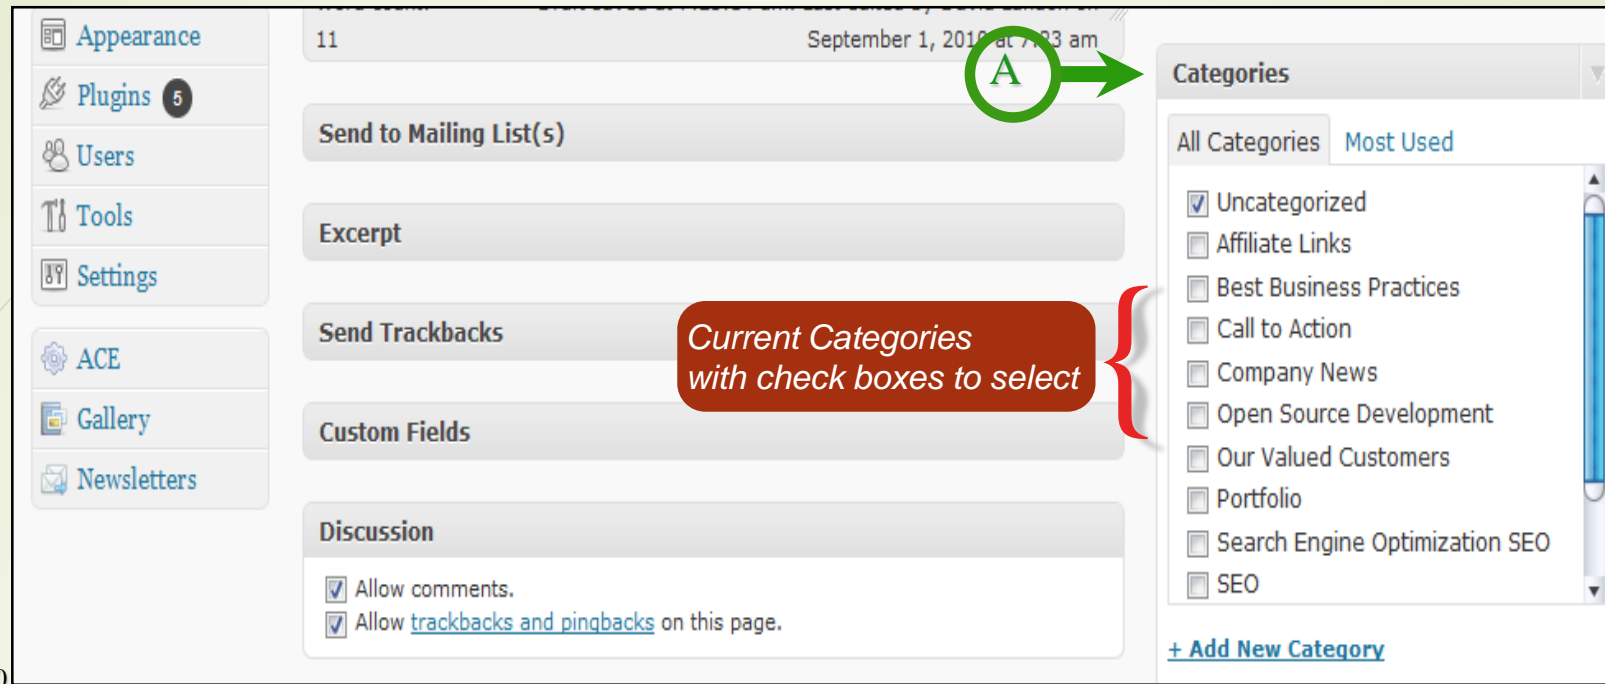 Appearance
Plugins 5
Users
Tools
Settings
ACE
Gallery
Newsletters
11
September 1, 2010 at 7:23 am
Send to Mailing List(s)
Excerpt
Send Trackbacks
Custom Fields
Discussion
Allow comments.
Allow trackbacks and pingbacks on this page.
A
Current Categories
with check boxes to select
Categories
All Categories Most Used
Uncategorized
Affiliate Links
Best Business Practices
Call to Action
Company News
Open Source Development
Our Valued Customers
Portfolio
Search Engine Optimization SEO
SEO
+ Add New Category